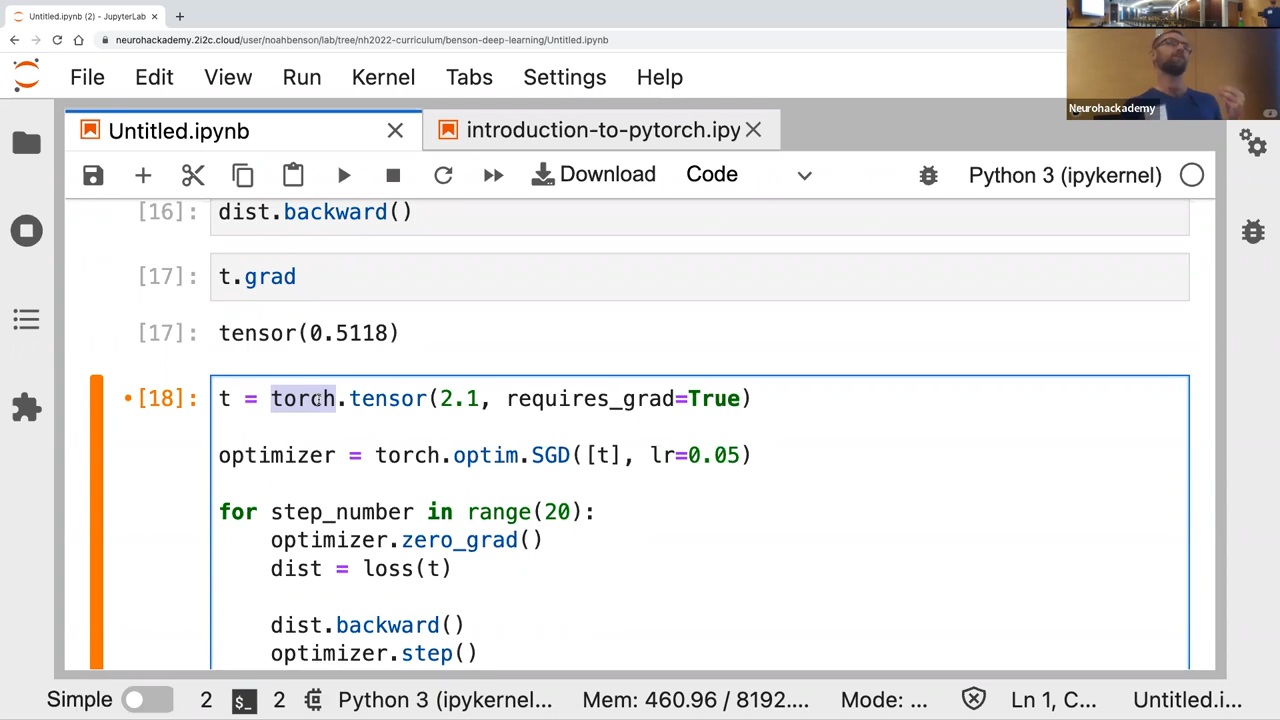 Untitled.ipynb (2) - JupyterLab
neurohackademy.2i2c.cloud/user/noahbenson/lab/tree/nh2022-curriculum/benson-deep-learning/Untitled.ipynb
File Edit View Run Kernel Tabs Settings Help
Neurohackademy
Untitled.ipynb introduction-to-pytorch.ipy
Download Code Python 3 (ipykernel)
[16]: dist.backward()
[17]: t.grad
[17]: tensor(0.5118)
[18]: t = torch.tensor(2.1, requires_grad=True)
optimizer = torch.optim.SGD([t], lr=0.05)
for step_number in range(20):
optimizer.zero_grad()
dist = loss(t)
dist.backward()
optimizer.step()
Simple 2 $_ 2 Python 3 (ipykernel... Mem: 460.96 / 8192.... Mode: ... Ln 1, C... Untitled.i...